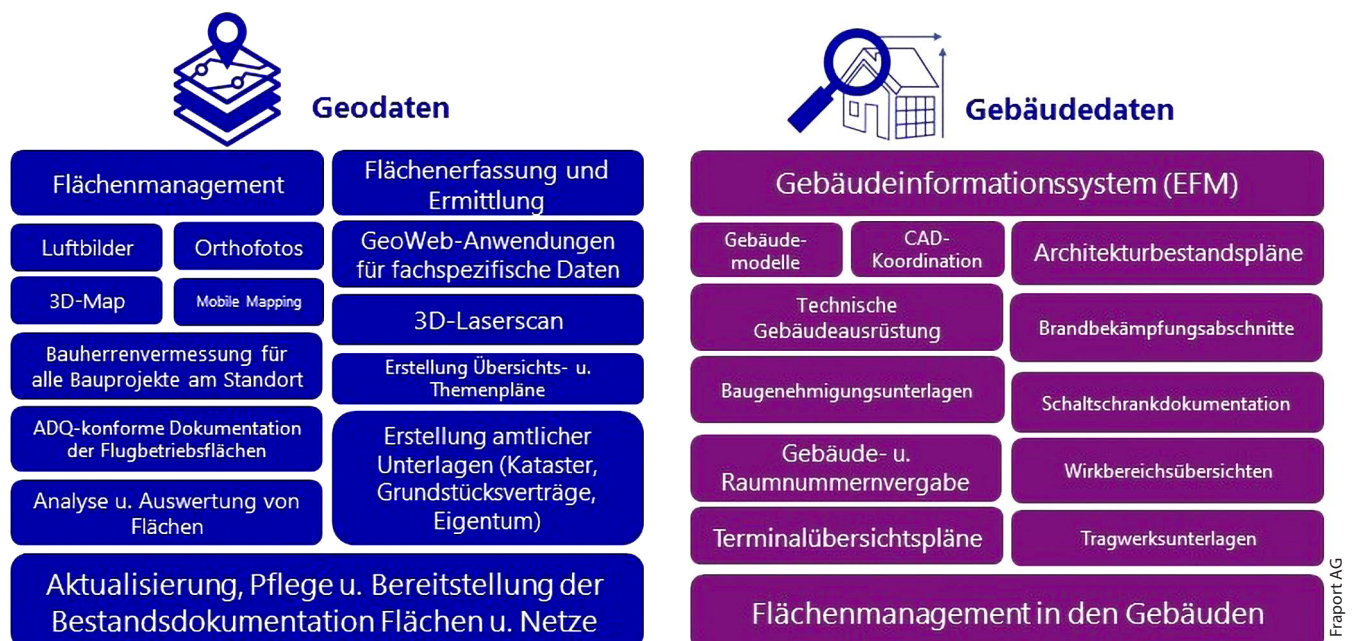 Geodaten
Flächenmanagement
Flächenerfassung und
Ermittlung
Luftbilder
Orthofotos
GeoWeb-Anwendungen
für fachspezifische Daten
3D-Map
Mobile Mapping
3D-Laserscan
Bauherrenvermessung für
alle Bauprojekte am Standort
Erstellung Übersichts- u.
Themenpläne
ADQ-konforme Dokumentation
der Flugbetriebsflächen
Erstellung amtlicher
Unterlagen (Kataster,
Grundstücksverträge,
Eigentum)
Analyse u. Auswertung von
Flächen
Aktualisierung, Pflege u. Bereitstellung der
Bestandsdokumentation Flächen u. Netze
Gebäudedaten
Gebäudeinformationssystem (EFM)
Gebäude-
modelle
CAD-
Koordination
Architekturbestandspläne
Technische
Gebäudeausrüstung
Brandbekämpfungsabschnitte
Baugenehmigungsunterlagen
Schaltschrankdokumentation
Gebäude- u.
Raumnummernvergabe
Wirkbereichsübersichten
Terminalübersichtspläne
Tragwerksunterlagen
Flächenmanagement in den Gebäuden
Fraport AG